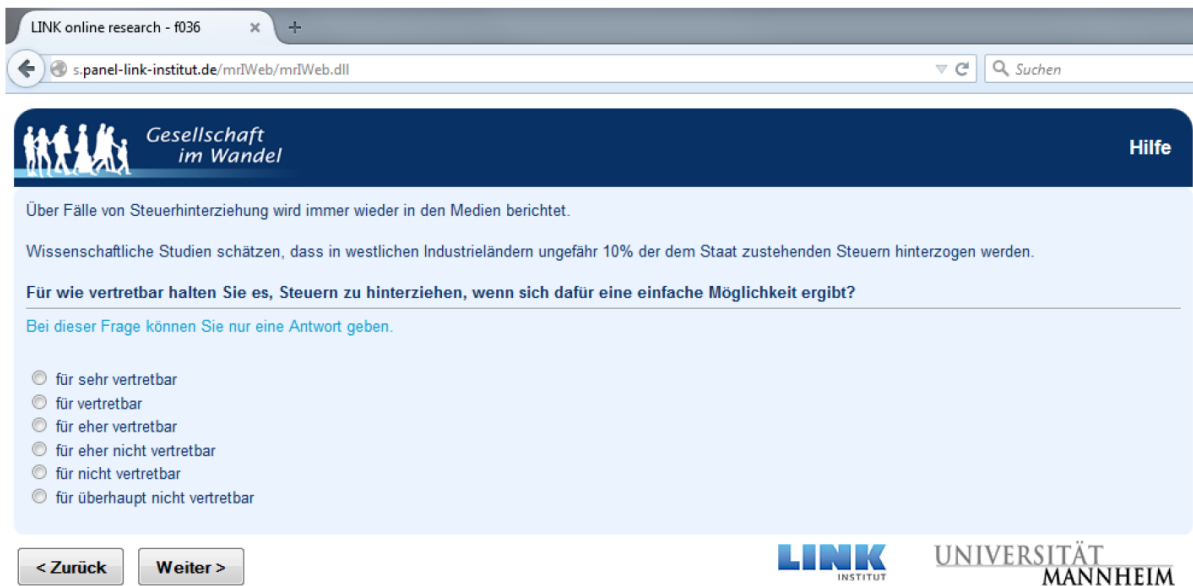 LINK online research - f036
s.panel-link-institut.de/mrIWeb/mrIWeb.dll
Suchen
Gesellschaft
im Wandel
Hilfe
Über Fälle von Steuerhinterziehung wird immer wieder in den Medien berichtet.
Wissenschaftliche Studien schätzen, dass in westlichen Industrieländern ungefähr 10% der dem Staat zustehenden Steuern hinterzogen werden.
Für wie vertretbar halten Sie es, Steuern zu hinterziehen, wenn sich dafür eine einfache Möglichkeit ergibt?
Bei dieser Frage können Sie nur eine Antwort geben.
für sehr vertretbar
für vertretbar
für eher vertretbar
für eher nicht vertretbar
für nicht vertretbar
für überhaupt nicht vertretbar
< Zurück
Weiter >
LINK
INSTITUT
UNIVERSITÄT
MANNHEIM